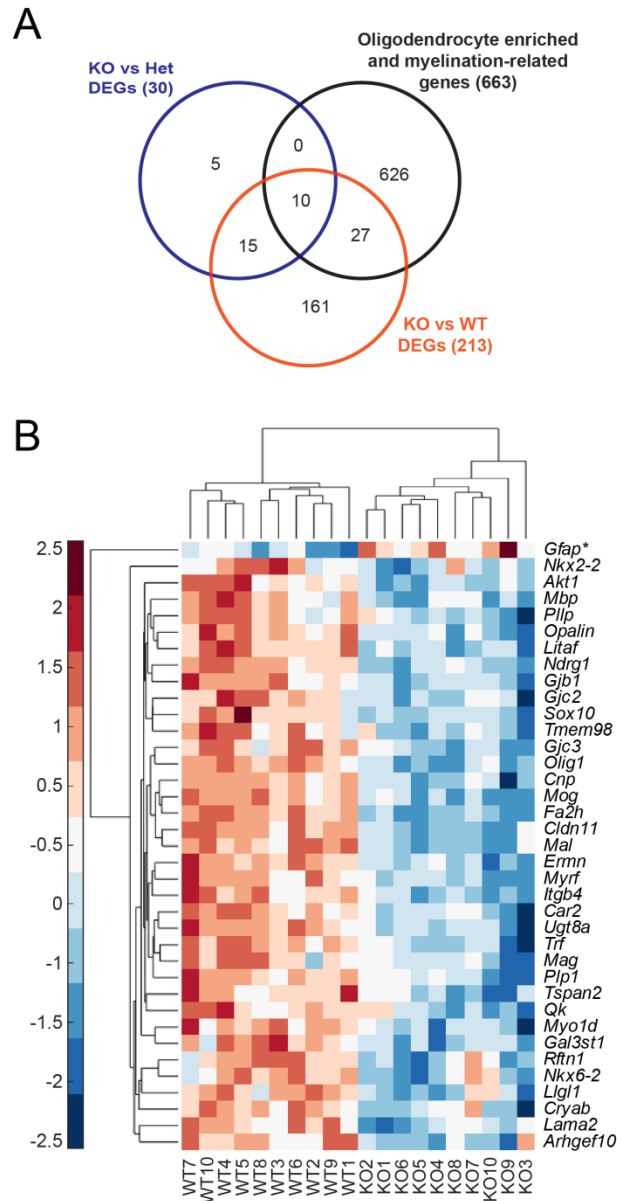 A
KO vs Het
DEGs (30)
Oligodendrocyte enriched
and myelination-related
genes (663)
5
0
626
10
15
27
161
KO vs WT
DEGs (213)
B
2.5
2
1.5
1
0.5
-0.5
0
-1
-1.5
-2
-2.5
Gfap*
Nkx2-2
Akt1
Mbp
Pllp
Opalin
Litaf
Ndrg1
Gjb1
Gjc2
Sox10
Tmem98
Gjc3
Olig1
Cnp
Mog
Fa2h
Cldn11
Mal
Ermn
Myrf
Itgb4
Car2
Ugt8a
Trf
Mag
Plp1
Tspan2
Qk
Myo1d
Gal3st1
Rftn1
Nkx6-2
Llgl1
Cryab
Lama2
Arhgef10
WT7
WT10
WT4
WT5
WT8
WT3
WT6
WT2
WT9
WT1
KO2
KO1
KO6
KO5
KO4
KO8
KO7
KO10
KO9
KO3